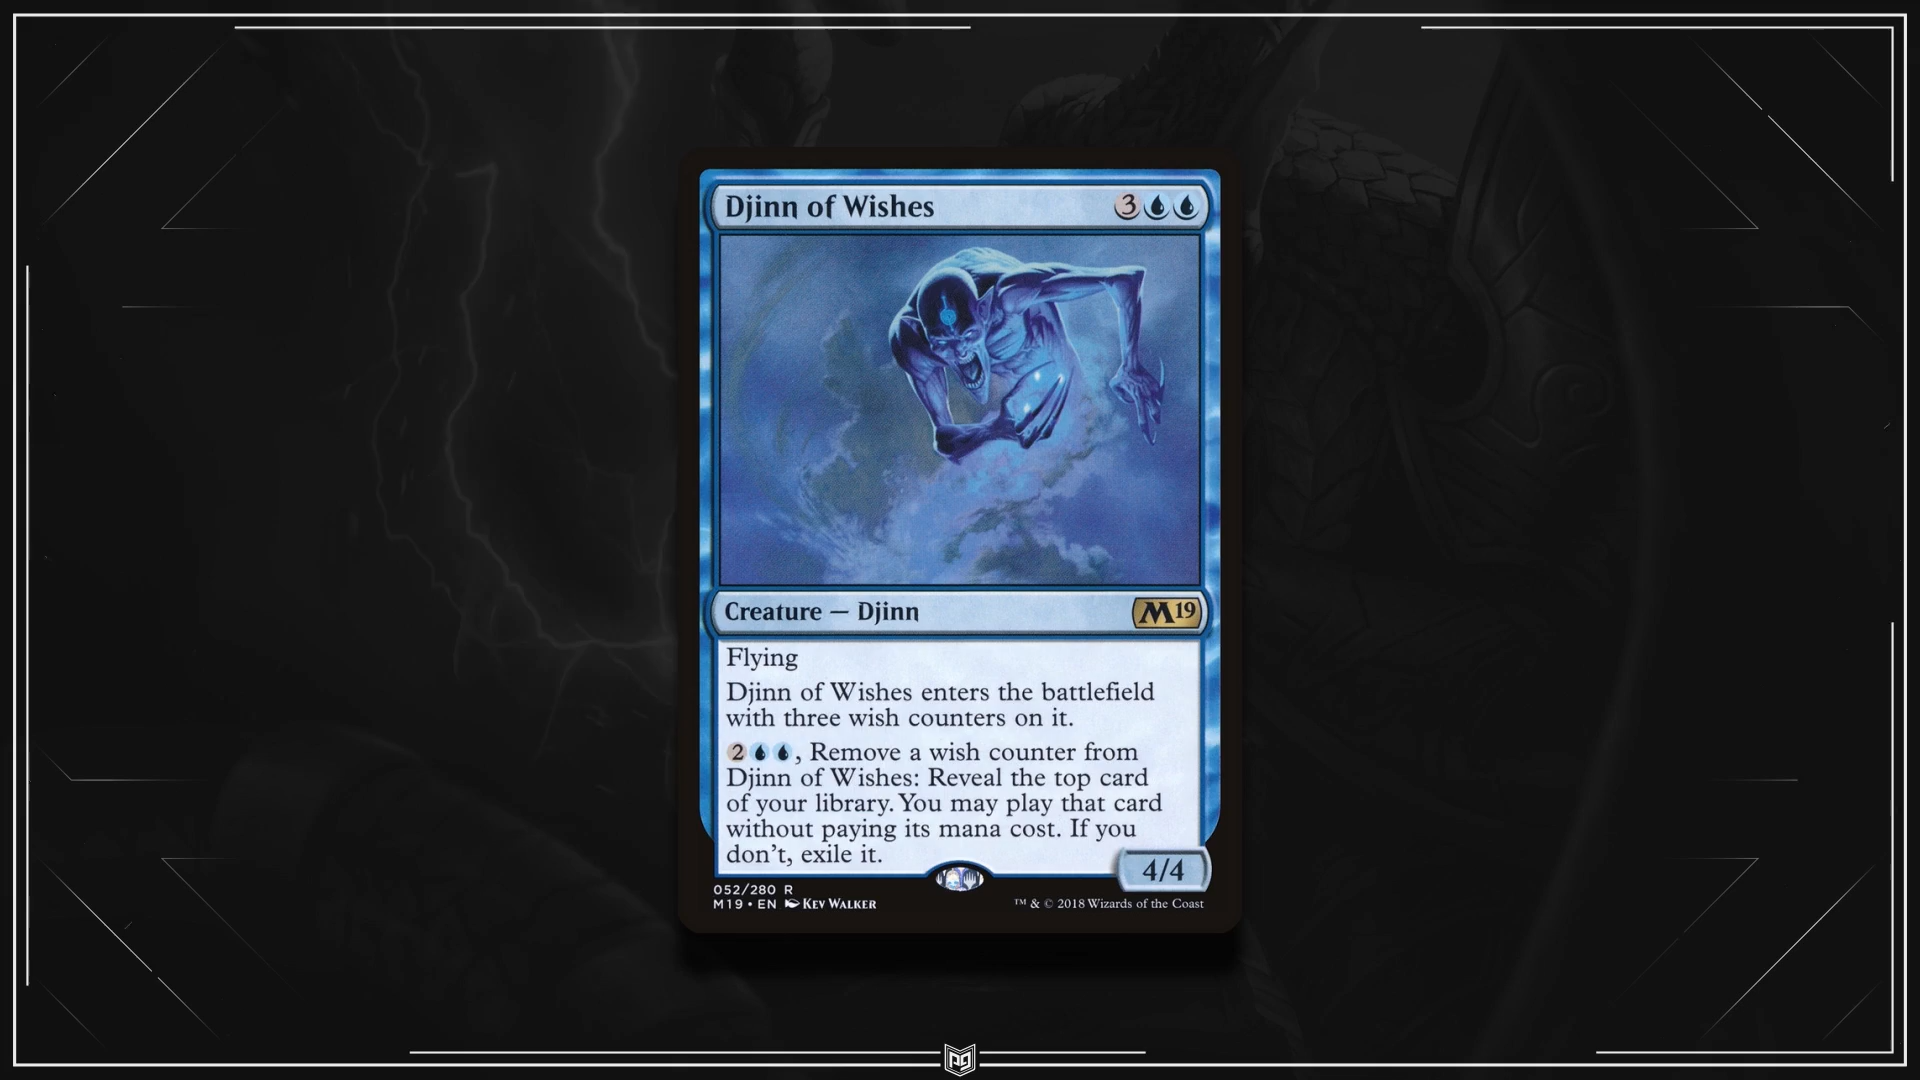 Djinn of Wishes 3
Creature — Djinn M19
Flying
Djinn of Wishes enters the battlefield
with three wish counters on it.
2, Remove a wish counter from
Djinn of Wishes: Reveal the top card
of your library. You may play that card
without paying its mana cost. If you
don't, exile it.
4/4
052/280 R
M19 • EN Kev Walker
™ & © 2018 Wizards of the Coast